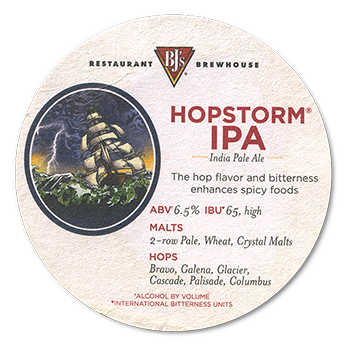 RESTAURANT BJ's BREWHOUSE
HOPSTORM®
IPA
India Pale Ale
The hop flavor and bitterness
enhances spicy foods
ABV* 6.5% IBU* 65, high
MALTS
2-row Pale, Wheat, Crystal Malts
HOPS
Bravo, Galena, Glacier,
Cascade, Palisade, Columbus
*ALCOHOL BY VOLUME
*INTERNATIONAL BITTERNESS UNITS